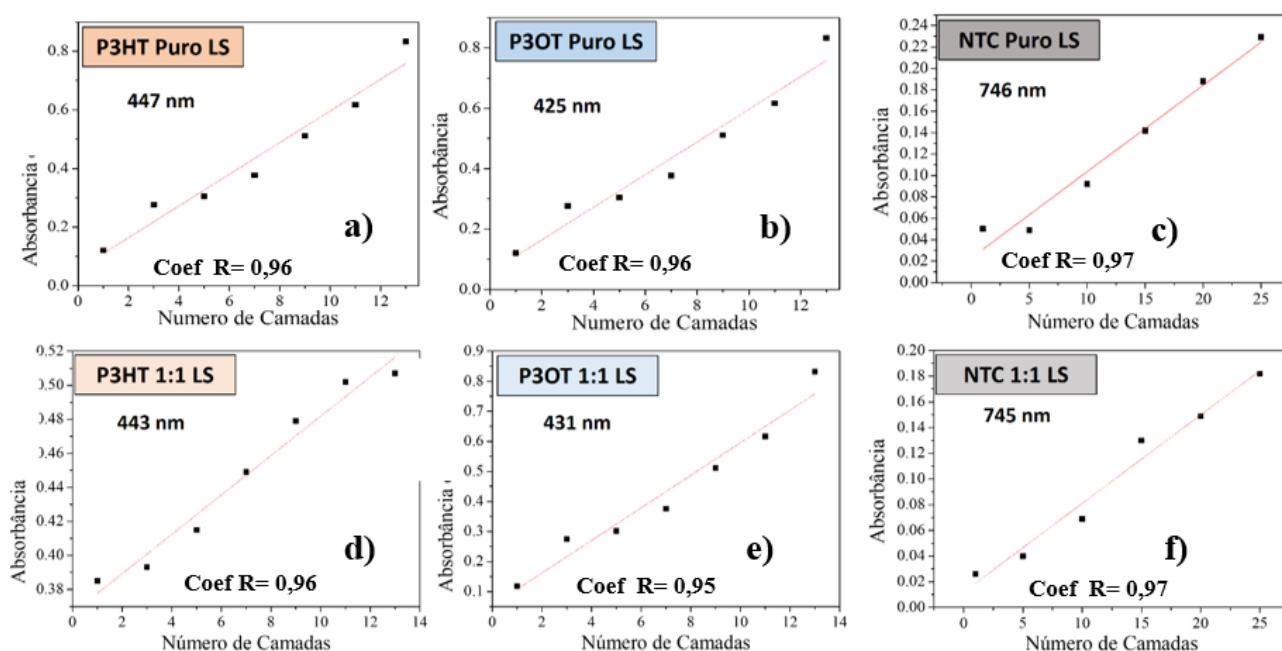 P3HT Puro LS
447 nm
a)
Coef R= 0,96
Absorbancia
0.8
0.6
0.4
0.2
0.0
0 2 4 6 8 10 12
Numero de Camadas
P3OT Puro LS
425 nm
b)
Coef R= 0,96
Absorbância
0.8
0.6
0.4
0.2
0.0
0 2 4 6 8 10 12
Numero de Camadas
NTC Puro LS
746 nm
c)
Coef R= 0,97
Absorbância
0.24
0.22
0.20
0.18
0.16
0.14
0.12
0.10
0.08
0.06
0.04
0.02
0.00
0 5 10 15 20 25
Número de Camadas
P3HT 1:1 LS
443 nm
d)
Coef R= 0,96
Absorbância
0.52
3.50
3.48
3.46
0.44
0.42
0.40
0.38
0 2 4 6 8 10 12 14
Número de Camadas
P3OT 1:1 LS
431 nm
e)
Coef R= 0,95
Absorbância
0.9
0.8
0.7
0.6
0.5
0.4
0.3
0.2
0.1
0 2 4 6 8 10 12 14
Número de Camadas
NTC 1:1 LS
745 nm
f)
Coef R= 0,97
Absorbância
0.20
0.18
0.16
0.14
0.12
0.10
0.08
0.06
0.04
0.02
0.00
0 5 10 15 20 25
Número de Camadas